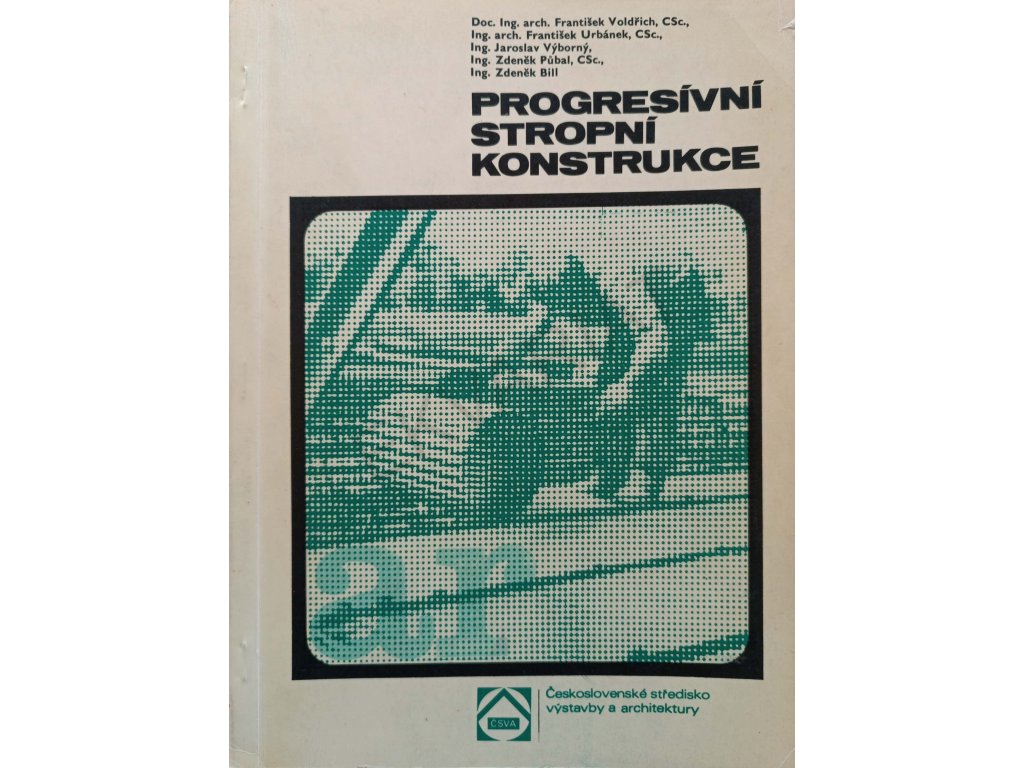 Doc. Ing. arch. František Voldřich, CSc.,
Ing. arch. František Urbánek, CSc.,
Ing. Jaroslav Výborný,
Ing. Zdeněk Půbal, CSc.,
Ing. Zdeněk Bill
PROGRESÍVNÍ
STROPNÍ
KONSTRUKCE
ar
ČSVA
Československé středisko
výstavby a architektury